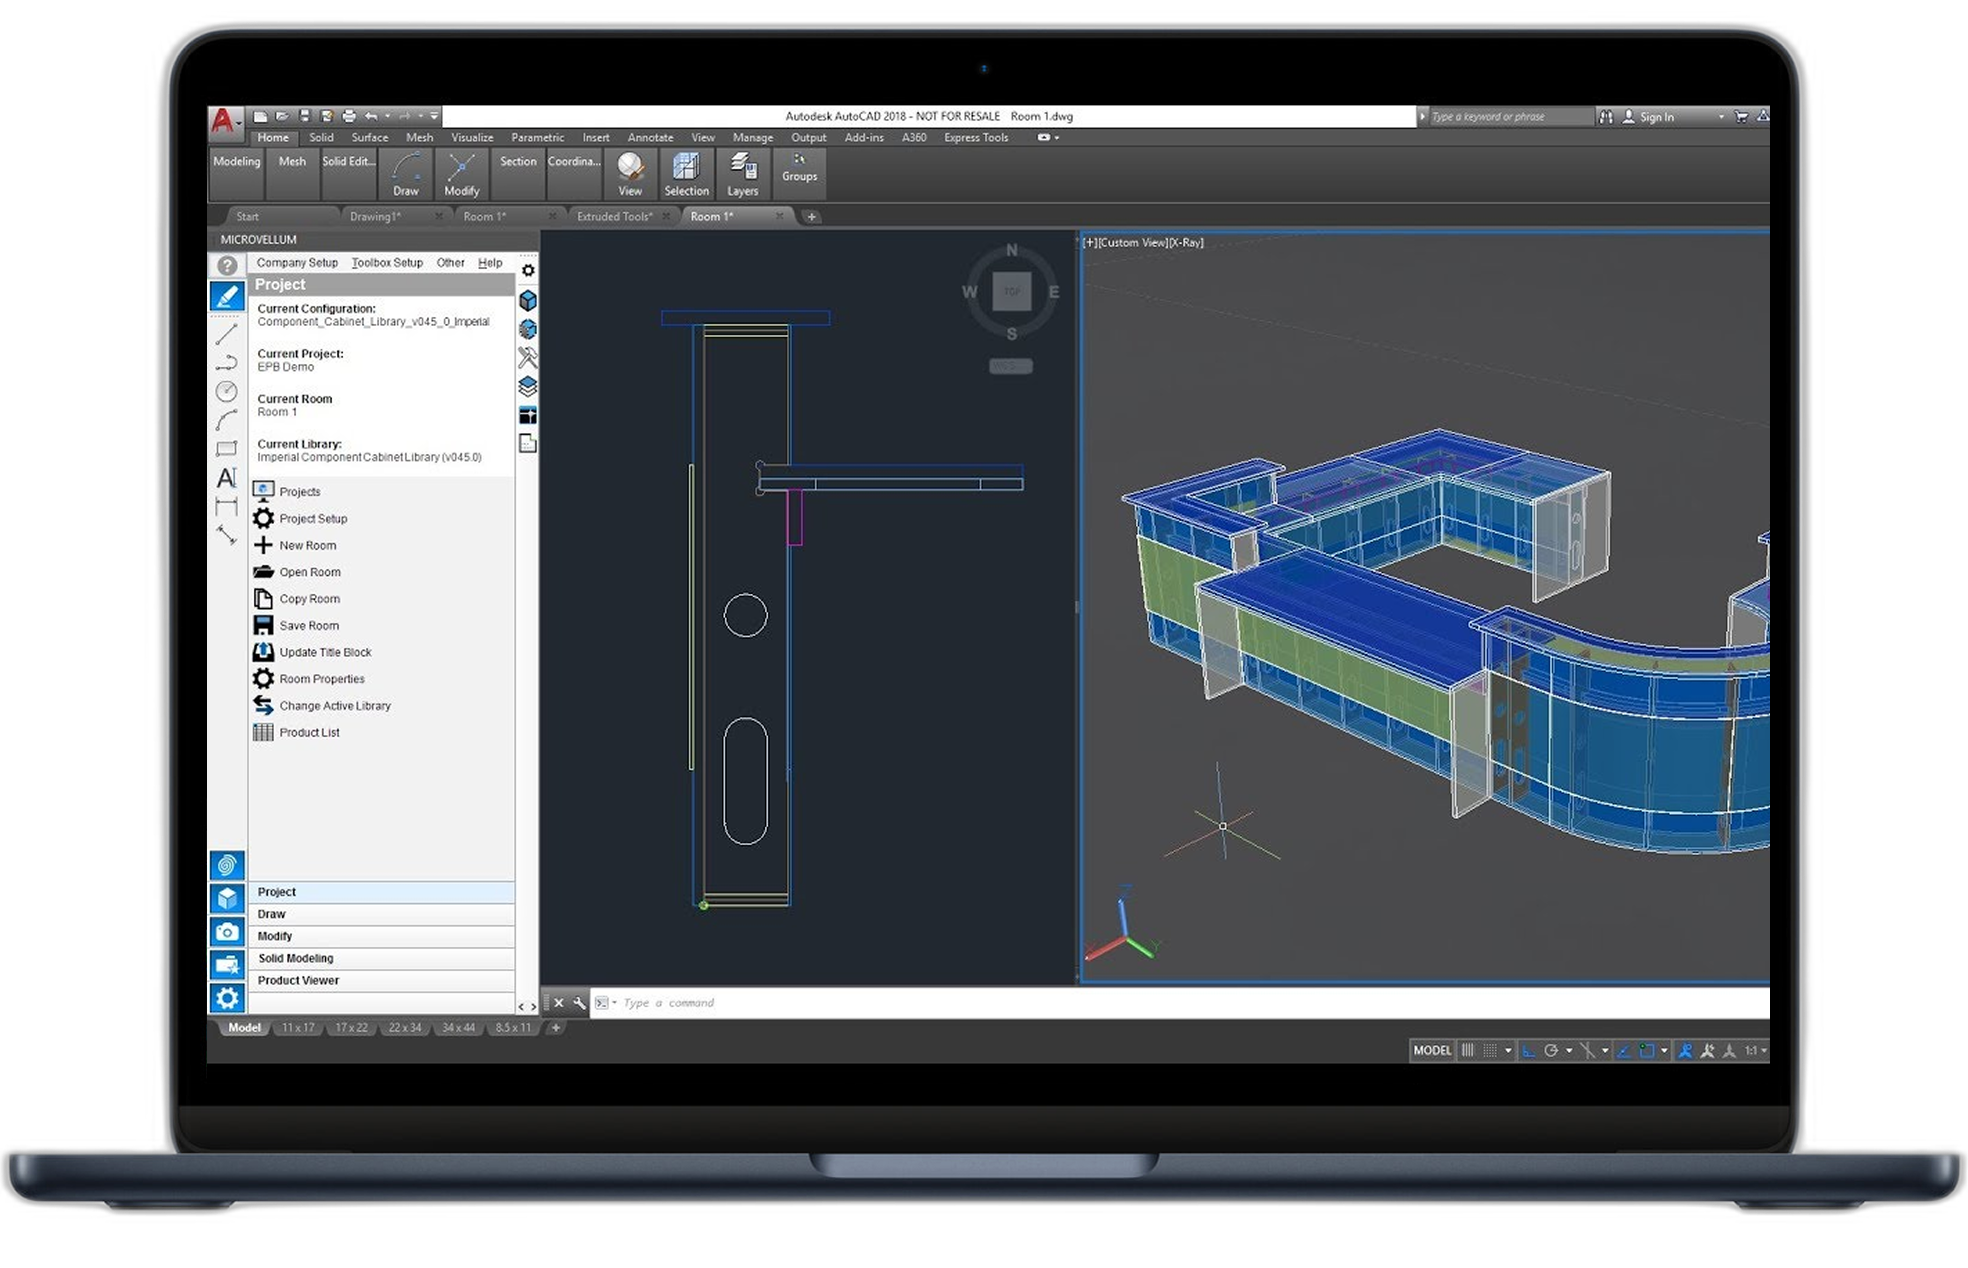 Autodesk AutoCAD 2018 - NOT FOR RESALE Room 1.dwg
Type a keyword or phrase
Sign In
Home Solid Surface Mesh Visualize Parametric Insert Annotate View Manage Output Add-ins A360 Express Tools
Modeling Mesh Solid Edit... Draw Modify Section Coordina... View Selection Layers Groups
Start Drawing1* Room 1* Extruded Tools* Room 1*
MICROVELLUM
Company Setup Toolbox Setup Other Help
Project
Current Configuration:
Component_Cabinet_Library_v045_0_Imperial
Current Project:
EPB Demo
Current Room
Room 1
Current Library:
Imperial Component Cabinet Library (v045.0)
Projects
Project Setup
New Room
Open Room
Copy Room
Save Room
Update Title Block
Room Properties
Change Active Library
Product List
Project
Draw
Modify
Solid Modeling
Product Viewer
N
W TOP E
S
[+][Custom View][X-Ray]
Z
X
Y
Type a command
Model 11 x 17 17 x 22 22 x 34 34 x 44 8.5 x 11
MODEL 1:1